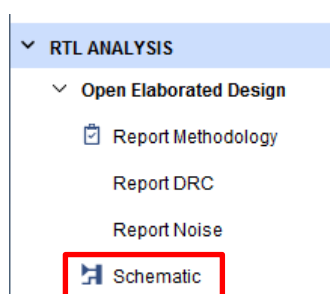 RTL ANALYSIS
Open Elaborated Design
Report Methodology
Report DRC
Report Noise
Schematic